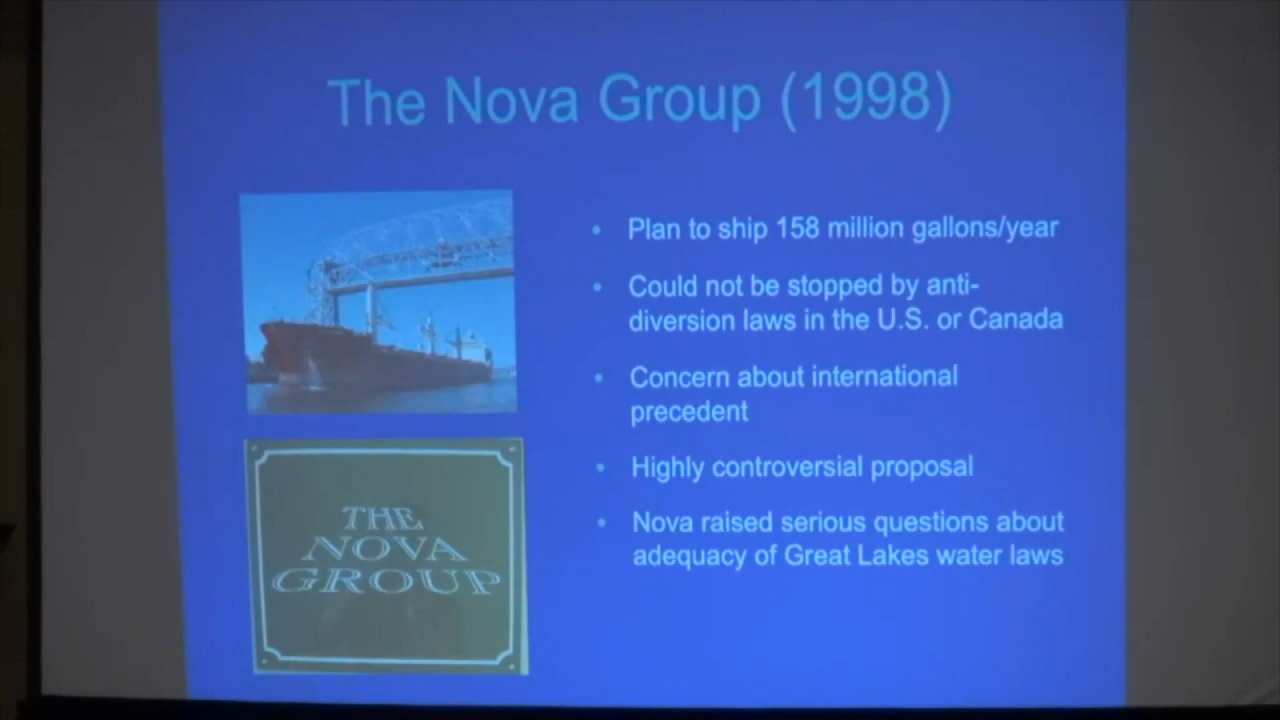 The Nova Group (1998)
• Plan to ship 158 million gallons/year
• Could not be stopped by anti-
diversion laws in the U.S. or Canada
• Concern about international
precedent
• Highly controversial proposal
• Nova raised serious questions about
adequacy of Great Lakes water laws
THE
NOVA
GROUP